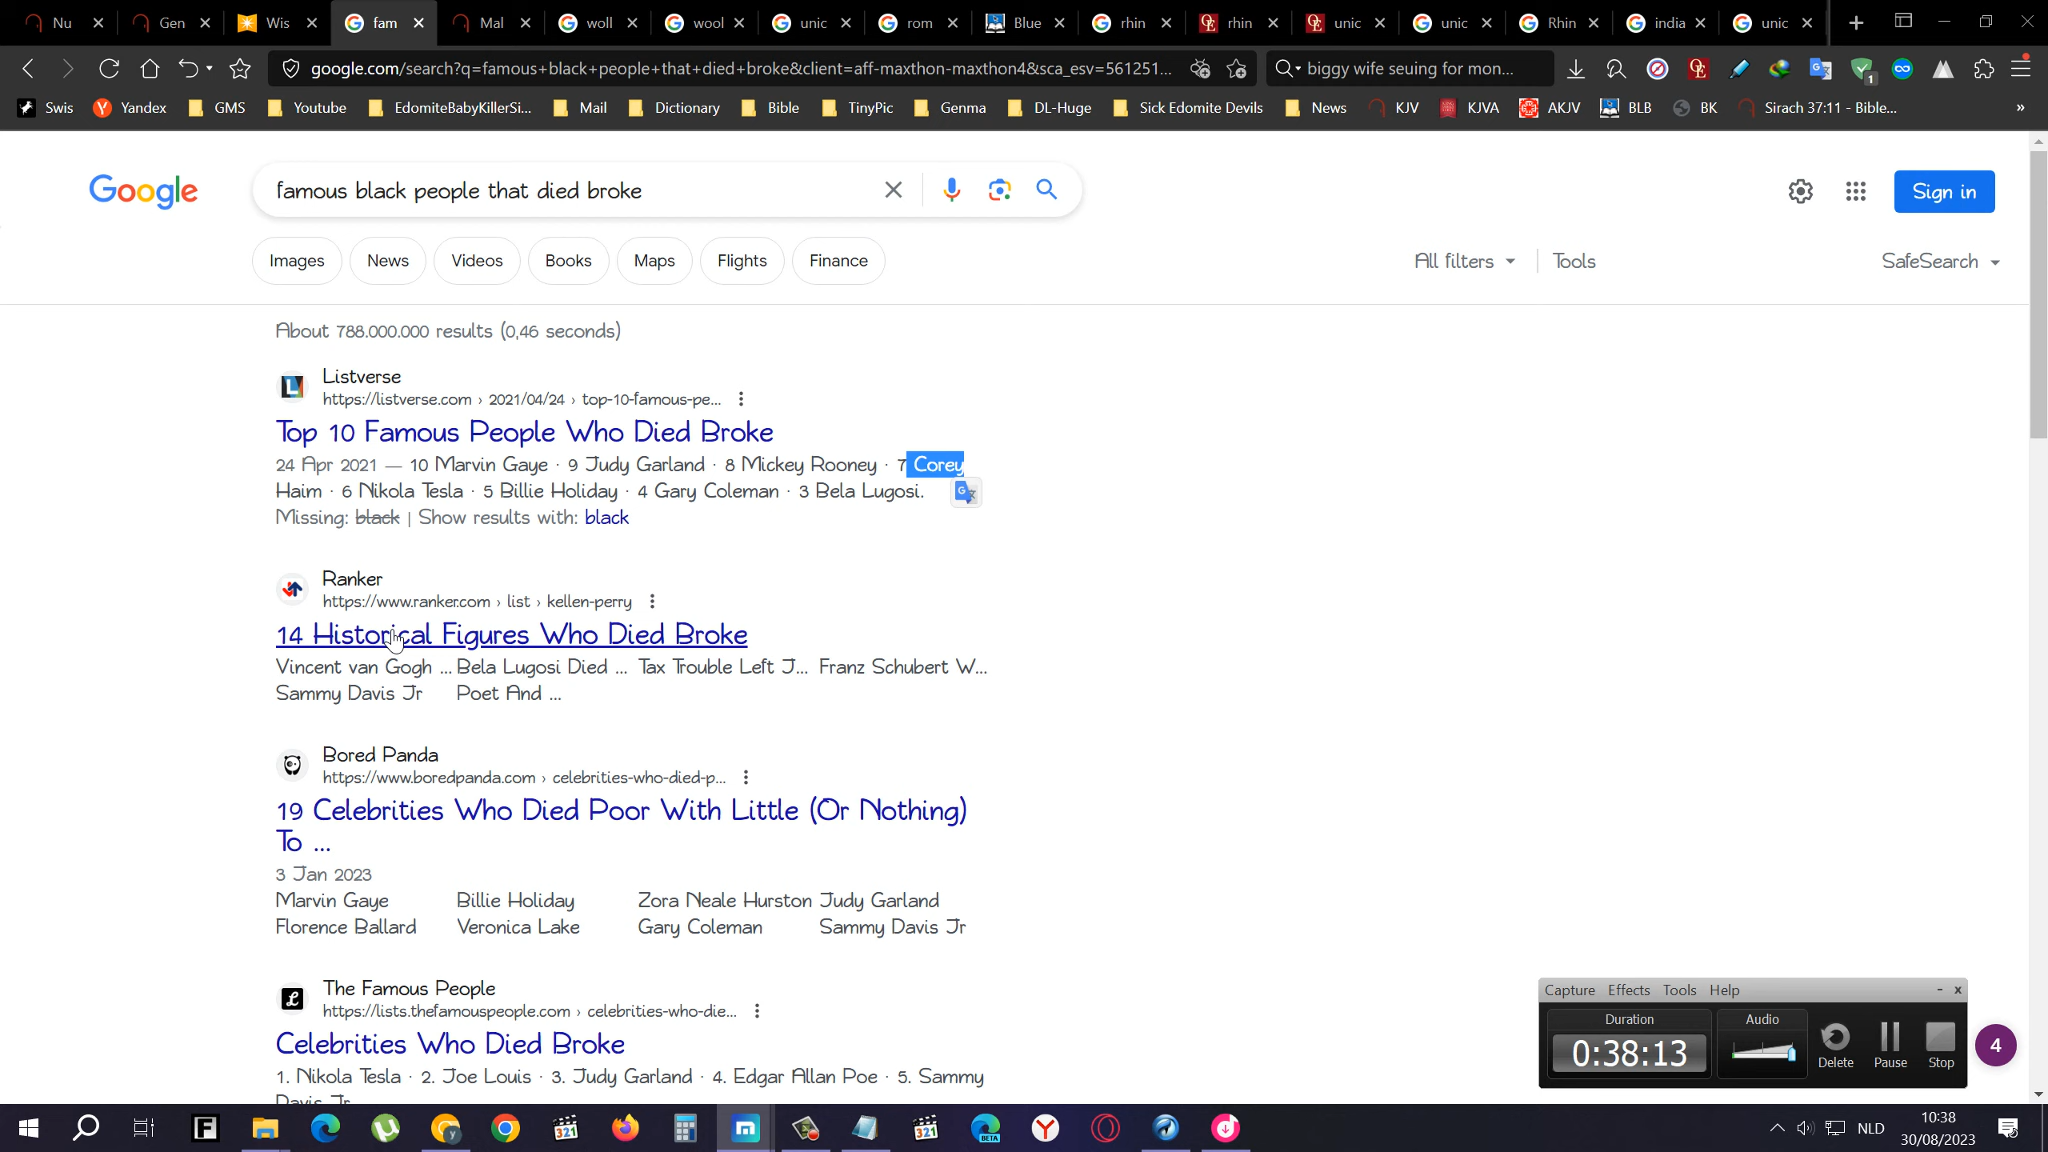 Nu
Gen
Wis
fam
Mal
woll
wool
unic
rom
Blue
rhin
rhin
unic
unic
Rhin
india
unic
google.com/search?q=famous+black+people+that+died+broke&client=aff-maxthon-maxthon4&sca_esv=561251...
biggy wife seuing for mon...
1
Swis
Yandex
GMS
Youtube
EdomiteBabyKillerSi...
Mail
Dictionary
Bible
TinyPic
Genma
DL-Huge
Sick Edomite Devils
News
KJV
KJVA
AKJV
BLB
BK
Sirach 37:11 - Bible...
Google
famous black people that died broke
Sign in
Images
News
Videos
Books
Maps
Flights
Finance
All filters
Tools
SafeSearch
About 788.000.000 results (0,46 seconds)
Listverse
https://listverse.com › 2021/04/24 › top-10-famous-pe...
Top 10 Famous People Who Died Broke
24 Apr 2021 — 10 Marvin Gaye · 9 Judy Garland · 8 Mickey Rooney · 7 Corey
Haim · 6 Nikola Tesla · 5 Billie Holiday · 4 Gary Coleman · 3 Bela Lugosi.
Missing: black | Show results with: black
Ranker
https://www.ranker.com › list › kellen-perry
14 Historical Figures Who Died Broke
Vincent van Gogh ... Bela Lugosi Died ... Tax Trouble Left J... Franz Schubert W...
Sammy Davis Jr Poet And ...
Bored Panda
https://www.boredpanda.com › celebrities-who-died-p...
19 Celebrities Who Died Poor With Little (Or Nothing)
To ...
3 Jan 2023
Marvin Gaye Billie Holiday Zora Neale Hurston Judy Garland
Florence Ballard Veronica Lake Gary Coleman Sammy Davis Jr
The Famous People
https://lists.thefamouspeople.com › celebrities-who-die...
Celebrities Who Died Broke
1. Nikola Tesla · 2. Joe Louis · 3. Judy Garland · 4. Edgar Allan Poe · 5. Sammy
Davis Jr
Capture Effects Tools Help
Duration
Audio
0:38:13
Delete
Pause
Stop
4
NLD
10:38
30/08/2023